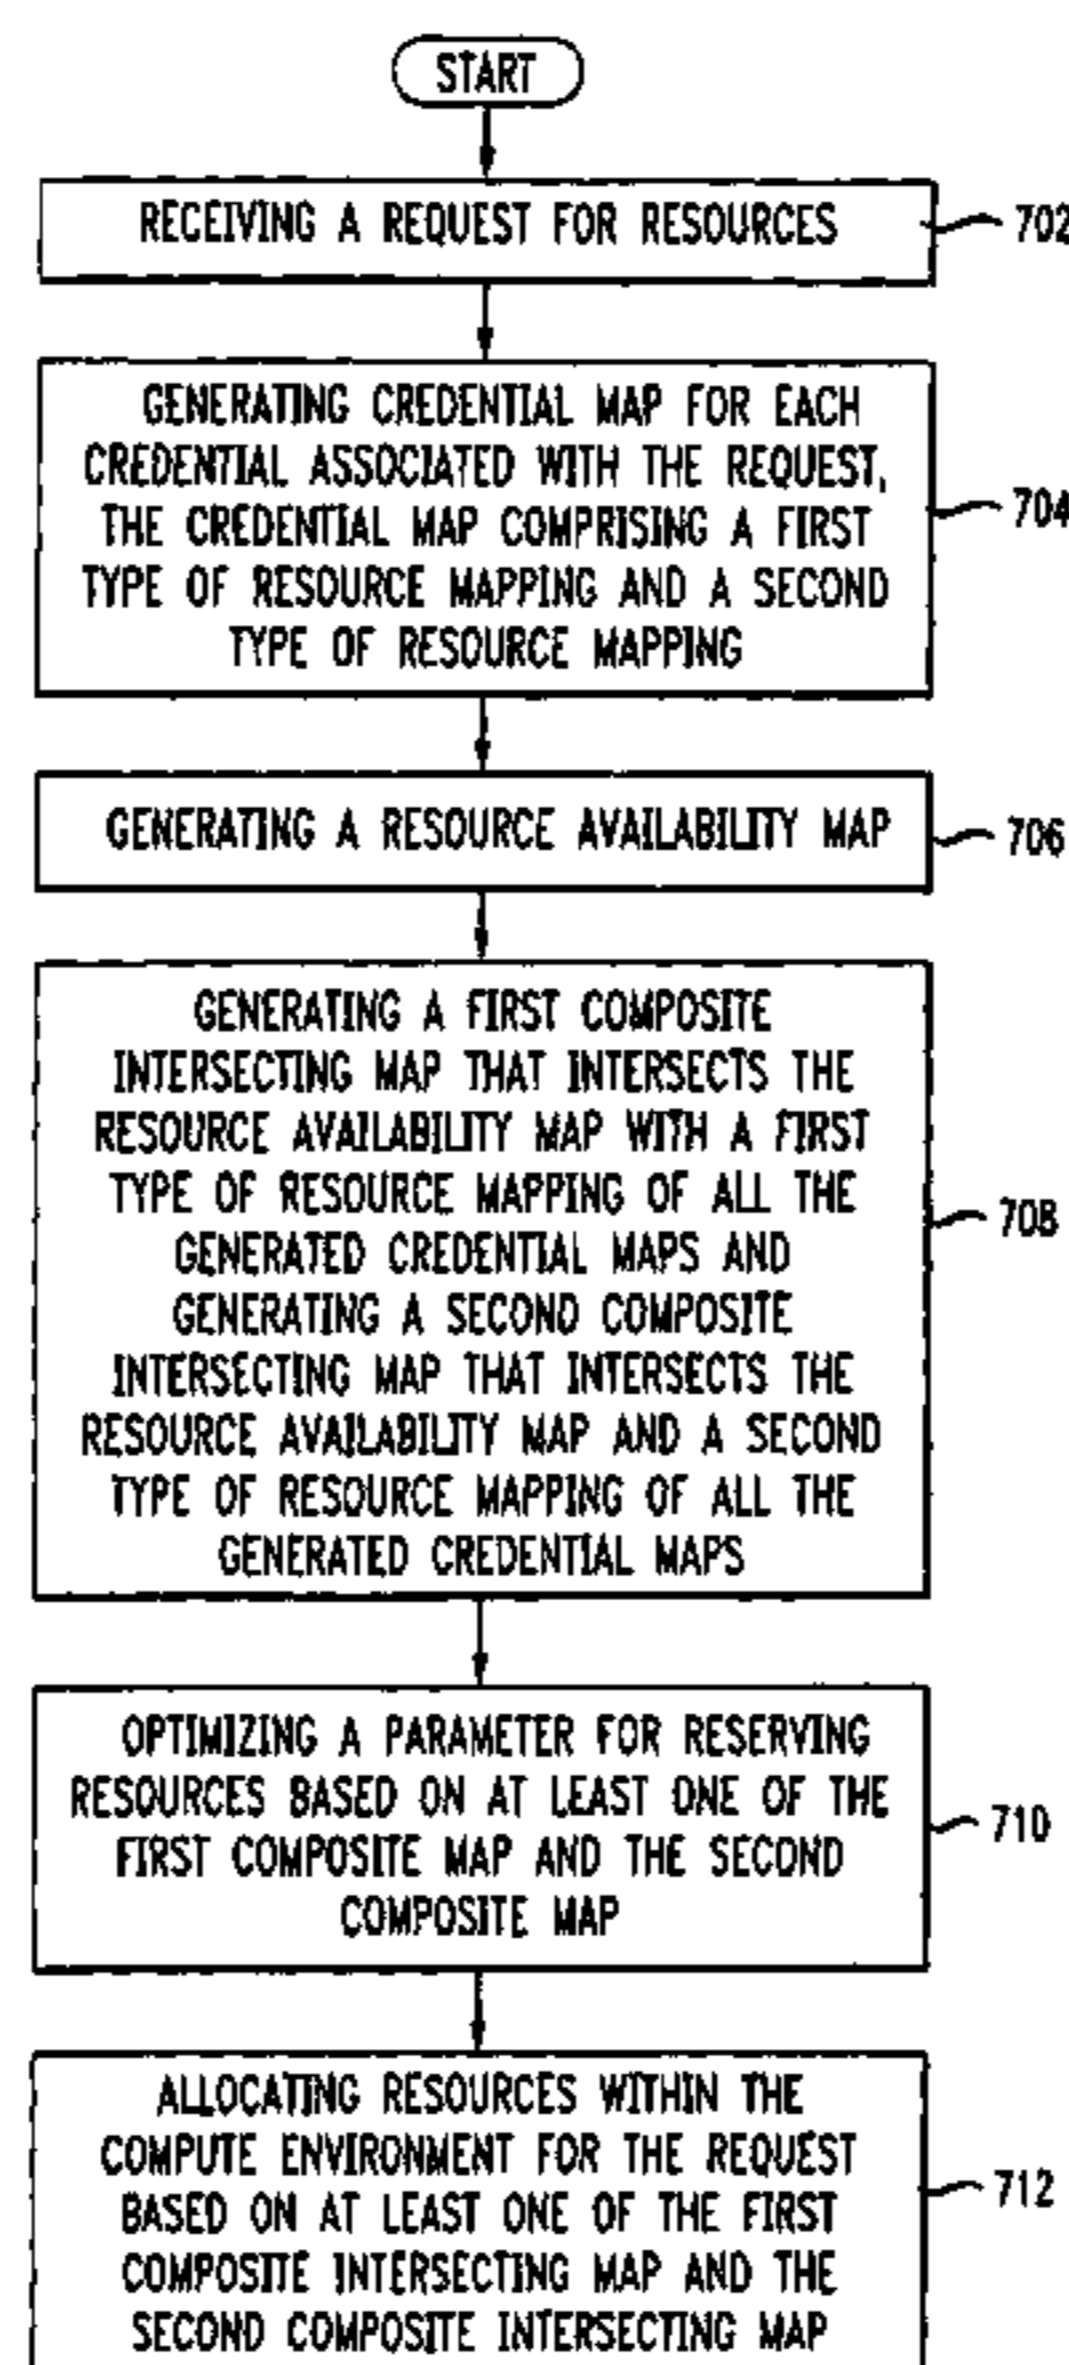 START
RECEIVING A REQUEST FOR RESOURCES
702
GENERATING CREDENTIAL MAP FOR EACH
CREDENTIAL ASSOCIATED WITH THE REQUEST,
THE CREDENTIAL MAP COMPRISING A FIRST
TYPE OF RESOURCE MAPPING AND A SECOND
TYPE OF RESOURCE MAPPING
704
GENERATING A RESOURCE AVAILABILITY MAP
706
GENERATING A FIRST COMPOSITE
INTERSECTING MAP THAT INTERSECTS THE
RESOURCE AVAILABILITY MAP WITH A FIRST
TYPE OF RESOURCE MAPPING OF ALL THE
GENERATED CREDENTIAL MAPS AND
GENERATING A SECOND COMPOSITE
INTERSECTING MAP THAT INTERSECTS THE
RESOURCE AVAILABILITY MAP AND A SECOND
TYPE OF RESOURCE MAPPING OF ALL THE
GENERATED CREDENTIAL MAPS
708
OPTIMIZING A PARAMETER FOR RESERVING
RESOURCES BASED ON AT LEAST ONE OF THE
FIRST COMPOSITE MAP AND THE SECOND
COMPOSITE MAP
710
ALLOCATING RESOURCES WITHIN THE
COMPUTE ENVIRONMENT FOR THE REQUEST
BASED ON AT LEAST ONE OF THE FIRST
COMPOSITE INTERSECTING MAP AND THE
SECOND COMPOSITE INTERSECTING MAP
712